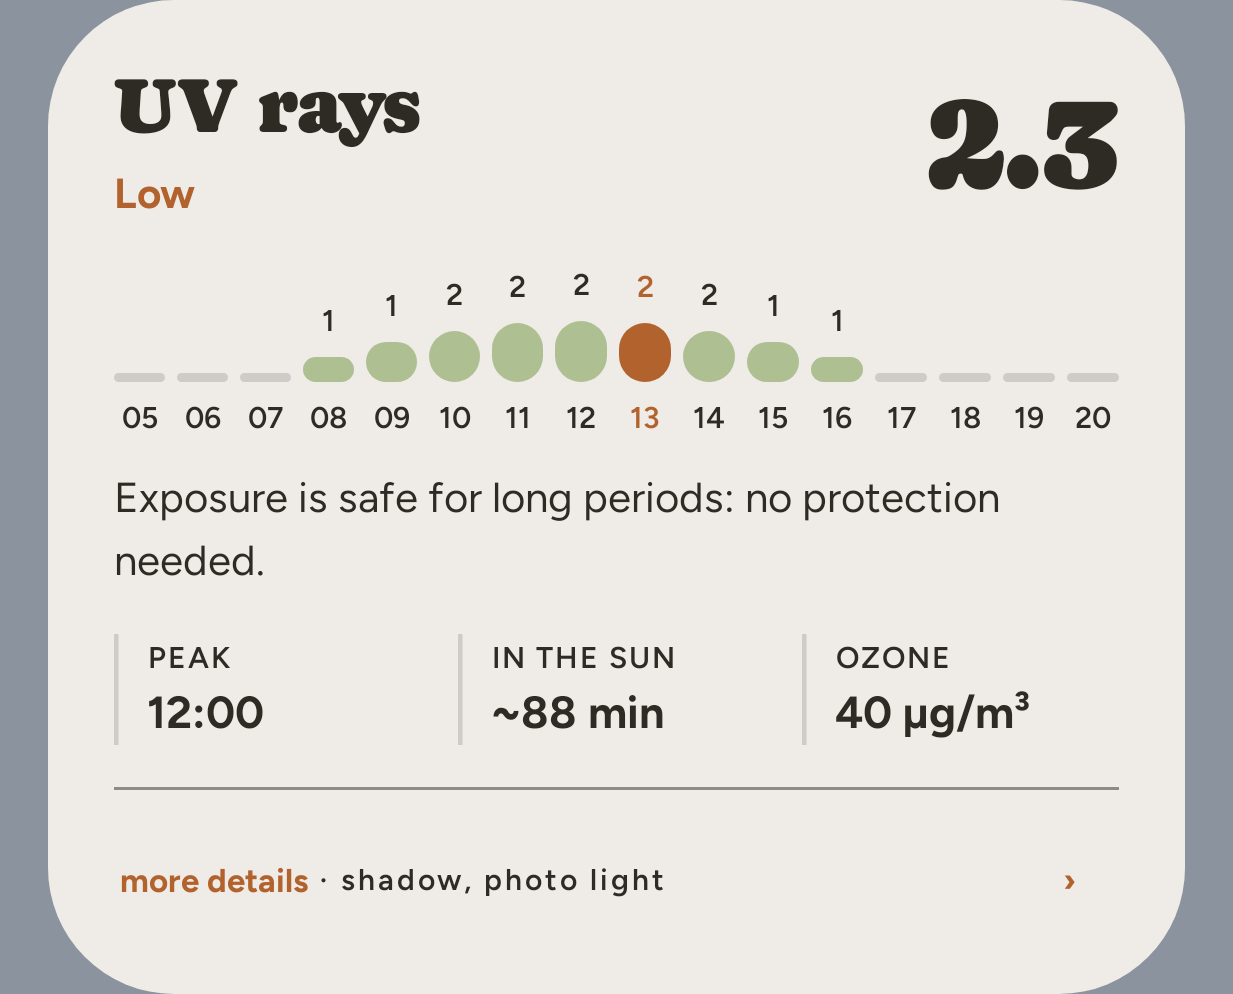 UV rays
2.3
Low
1 1 2 2 2 2 2 1 1
05 06 07 08 09 10 11 12 13 14 15 16 17 18 19 20
Exposure is safe for long periods: no protection
needed.
PEAK IN THE SUN OZONE
12:00 ~88 min 40 µg/m³
more details · shadow, photo light ›